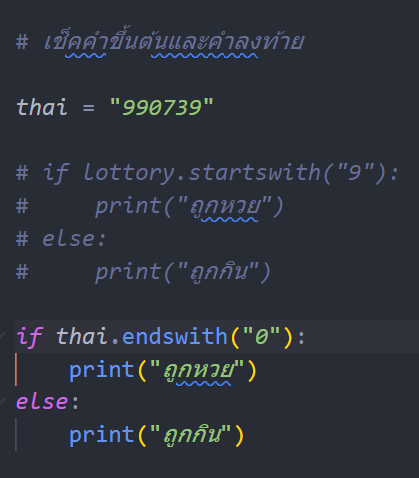 # เช็คคำขึ้นต้นและคำลงท้าย
thai = "990739"
# if lottory.startswith("9"):
#     print("ถูกหวย")
# else:
#     print("ถูกกิน")
if thai.endswith("0"):
    print("ถูกหวย")
else:
    print("ถูกกิน")